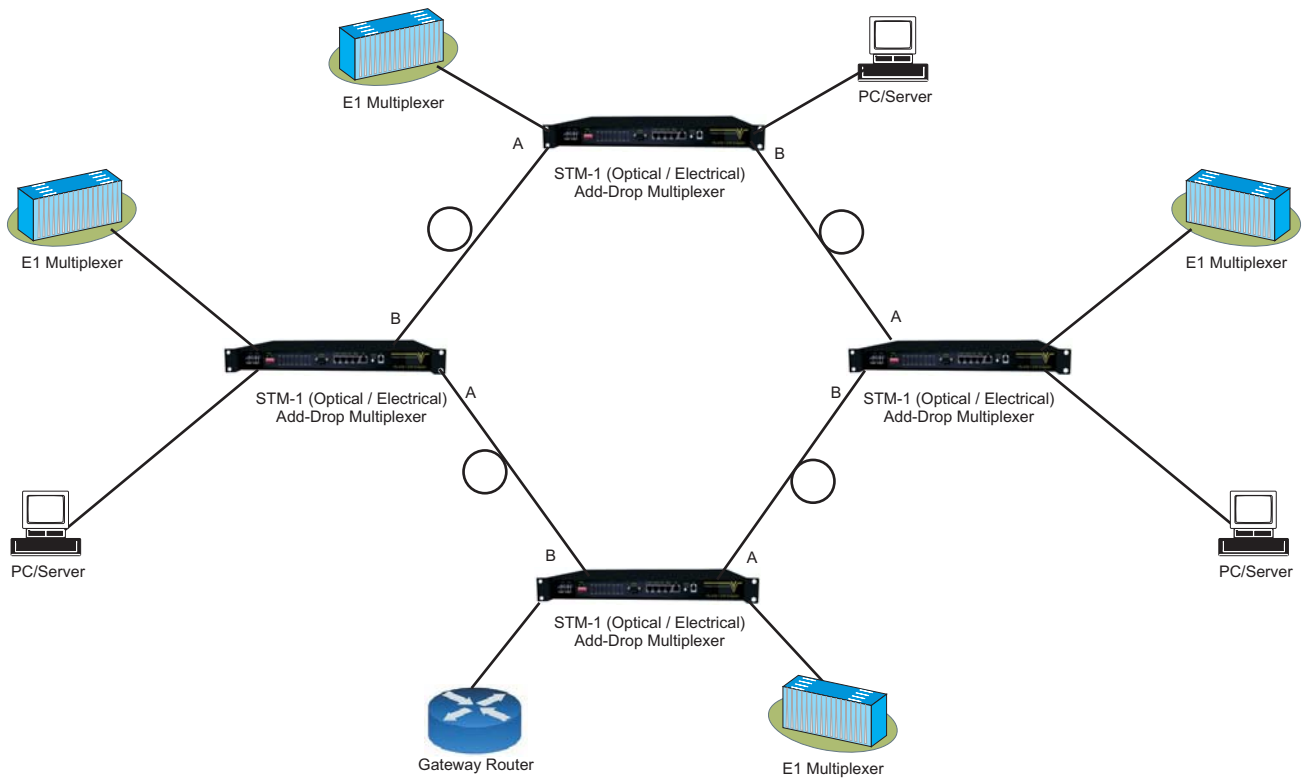 E1 Multiplexer
PC/Server
A
B
STM-1 (Optical / Electrical)
Add-Drop Multiplexer
E1 Multiplexer
E1 Multiplexer
B
A
A
B
STM-1 (Optical / Electrical)
Add-Drop Multiplexer
STM-1 (Optical / Electrical)
Add-Drop Multiplexer
PC/Server
PC/Server
B
A
STM-1 (Optical / Electrical)
Add-Drop Multiplexer
Gateway Router
E1 Multiplexer